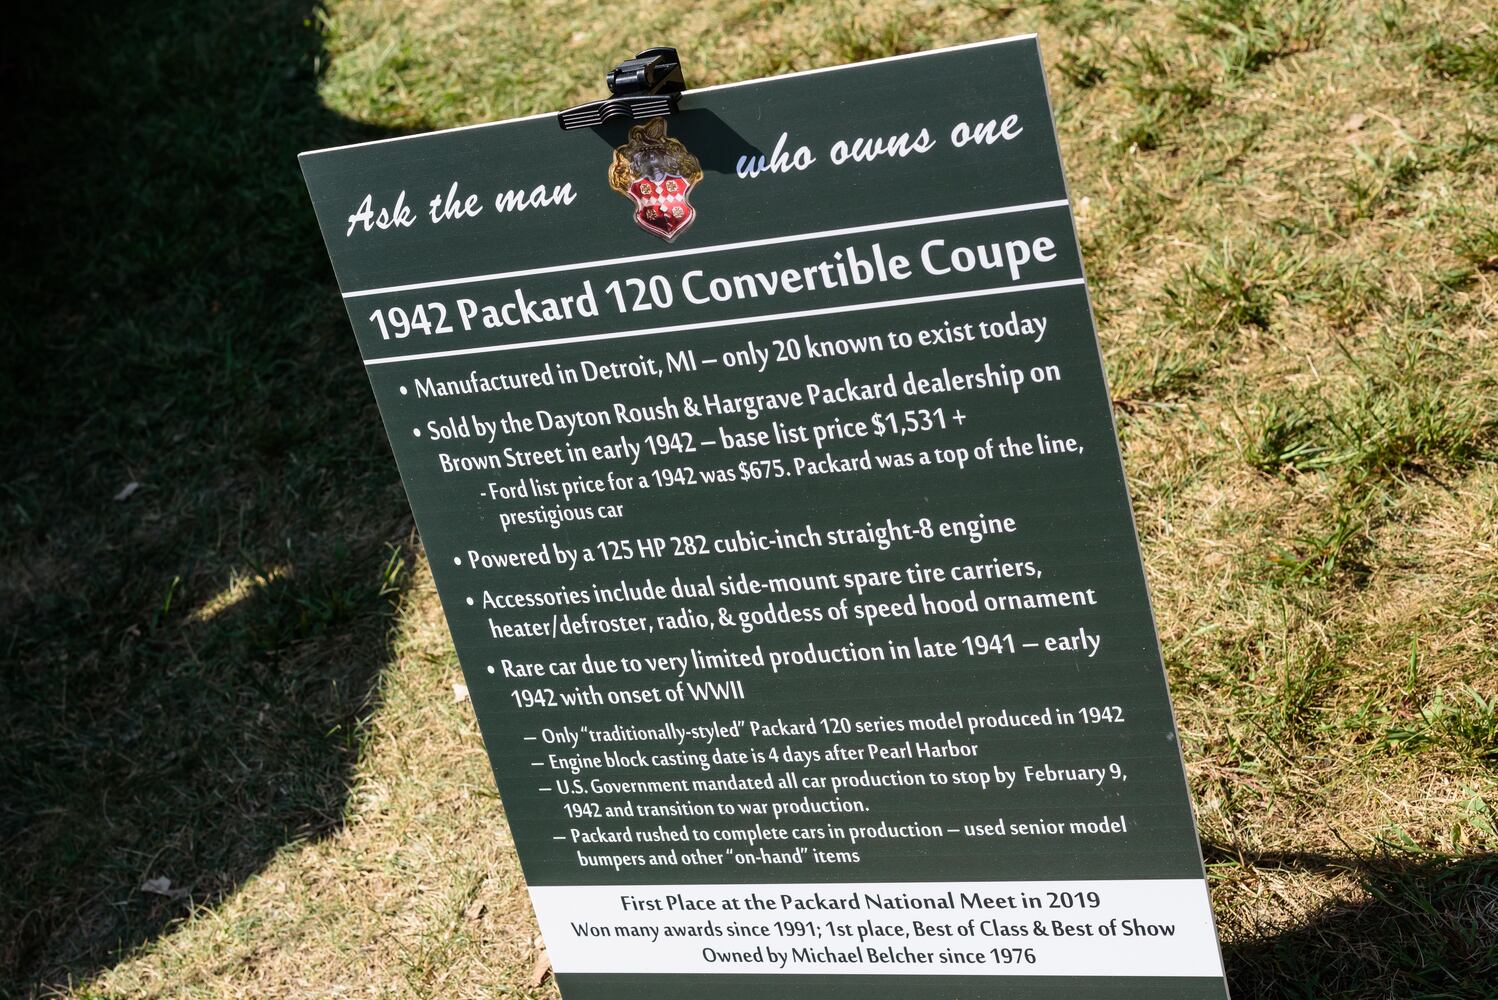 Ask the man who owns one
1942 Packard 120 Convertible Coupe
• Manufactured in Detroit, MI – only 20 known to exist today
• Sold by the Dayton Roush & Hargrave Packard dealership on
Brown Street in early 1942 – base list price $1,531 +
- Ford list price for a 1942 was $675. Packard was a top of the line,
prestigious car
• Powered by a 125 HP 282 cubic-inch straight-8 engine
• Accessories include dual side-mount spare tire carriers,
heater/defroster, radio, & goddess of speed hood ornament
• Rare car due to very limited production in late 1941 – early
1942 with onset of WWII
– Only "traditionally-styled" Packard 120 series model produced in 1942
– Engine block casting date is 4 days after Pearl Harbor
– U.S. Government mandated all car production to stop by February 9,
1942 and transition to war production.
– Packard rushed to complete cars in production – used senior model
bumpers and other "on-hand" items
First Place at the Packard National Meet in 2019
Won many awards since 1991; 1st place, Best of Class & Best of Show
Owned by Michael Belcher since 1976